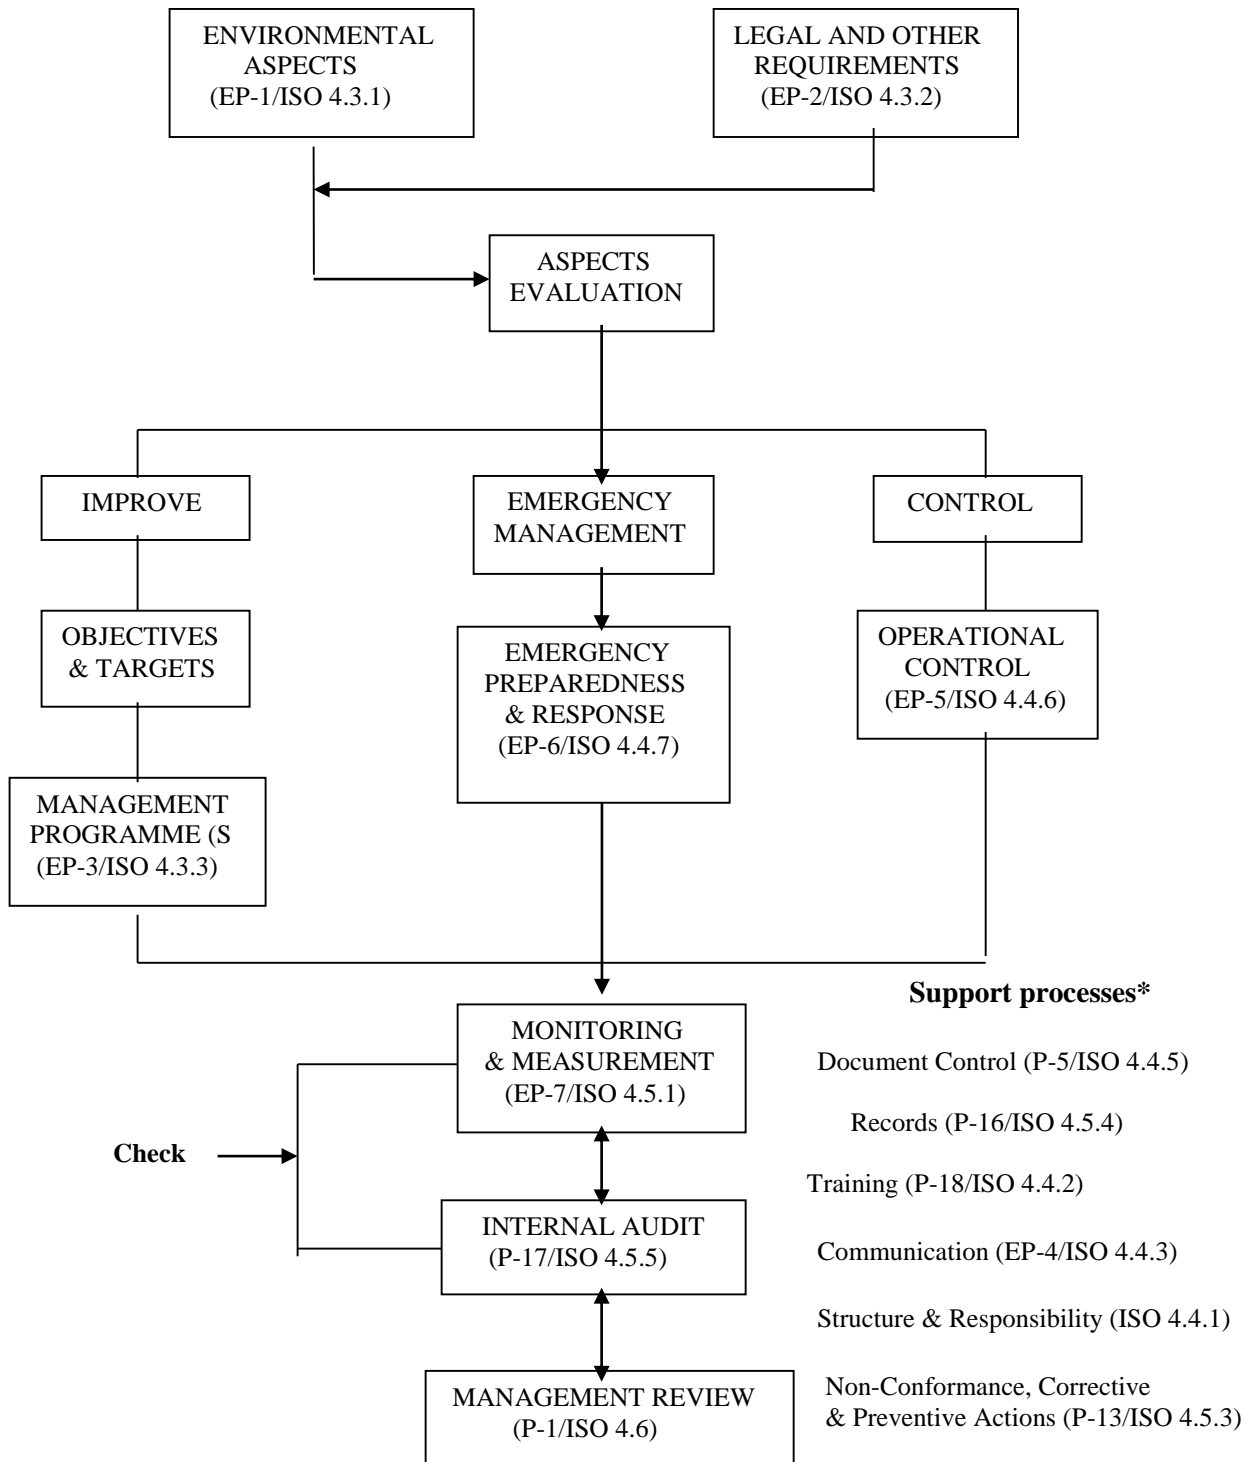 ENVIRONMENTAL
ASPECTS
(EP-1/ISO 4.3.1)
LEGAL AND OTHER
REQUIREMENTS
(EP-2/ISO 4.3.2)
ASPECTS
EVALUATION
IMPROVE
EMERGENCY
MANAGEMENT
CONTROL
OBJECTIVES
& TARGETS
EMERGENCY
PREPAREDNESS
& RESPONSE
(EP-6/ISO 4.4.7)
OPERATIONAL
CONTROL
(EP-5/ISO 4.4.6)
MANAGEMENT
PROGRAMME (S
(EP-3/ISO 4.3.3)
MONITORING
& MEASUREMENT
(EP-7/ISO 4.5.1)
Check
INTERNAL AUDIT
(P-17/ISO 4.5.5)
MANAGEMENT REVIEW
(P-1/ISO 4.6)
Support processes*
Document Control (P-5/ISO 4.4.5)
Records (P-16/ISO 4.5.4)
Training (P-18/ISO 4.4.2)
Communication (EP-4/ISO 4.4.3)
Structure & Responsibility (ISO 4.4.1)
Non-Conformance, Corrective
& Preventive Actions (P-13/ISO 4.5.3)